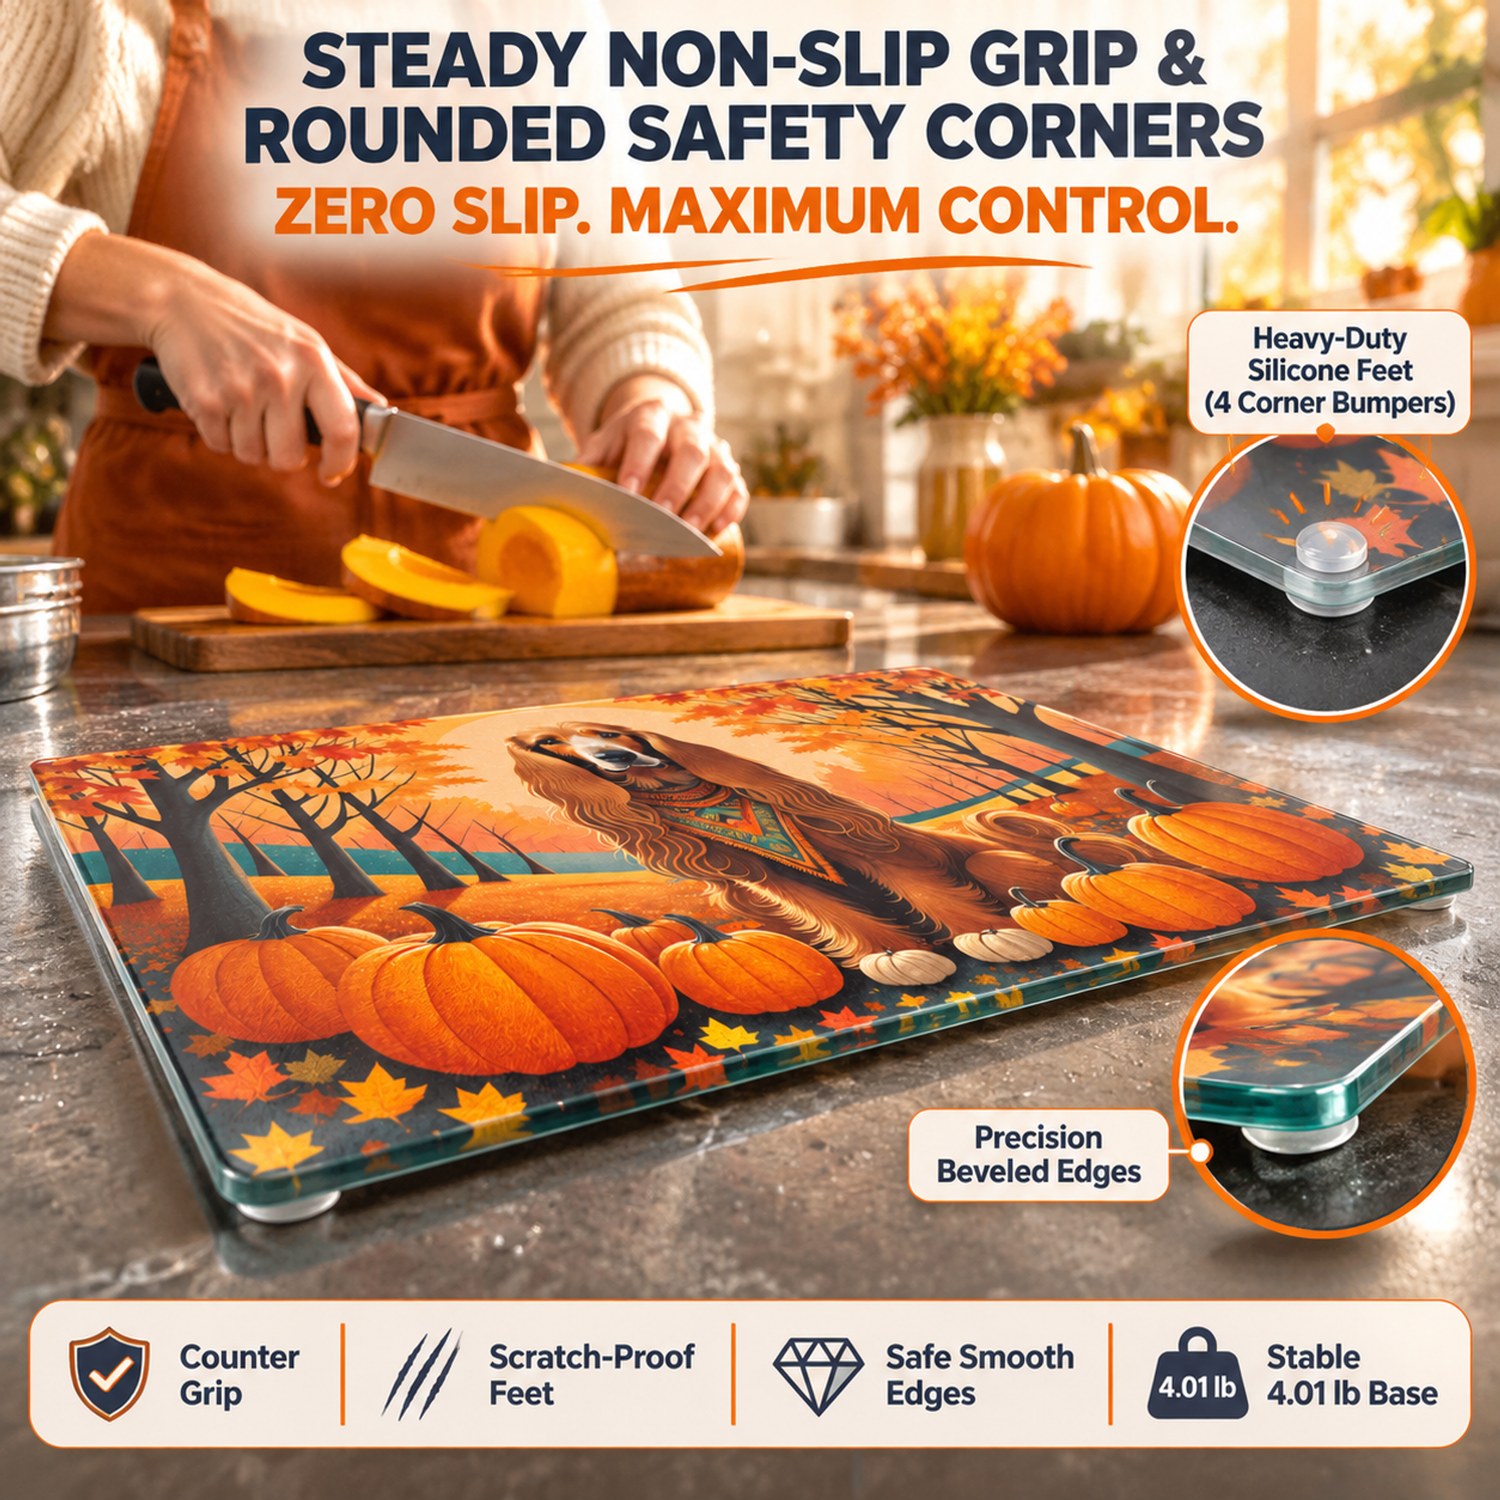 STEADY NON-SLIP GRIP &
ROUNDED SAFETY CORNERS
ZERO SLIP. MAXIMUM CONTROL.
Heavy-Duty
Silicone Feet
(4 Corner Bumpers)
Precision
Beveled Edges
Counter
Grip
Scratch-Proof
Feet
Safe Smooth
Edges
4.01 lb
Stable
4.01 lb Base